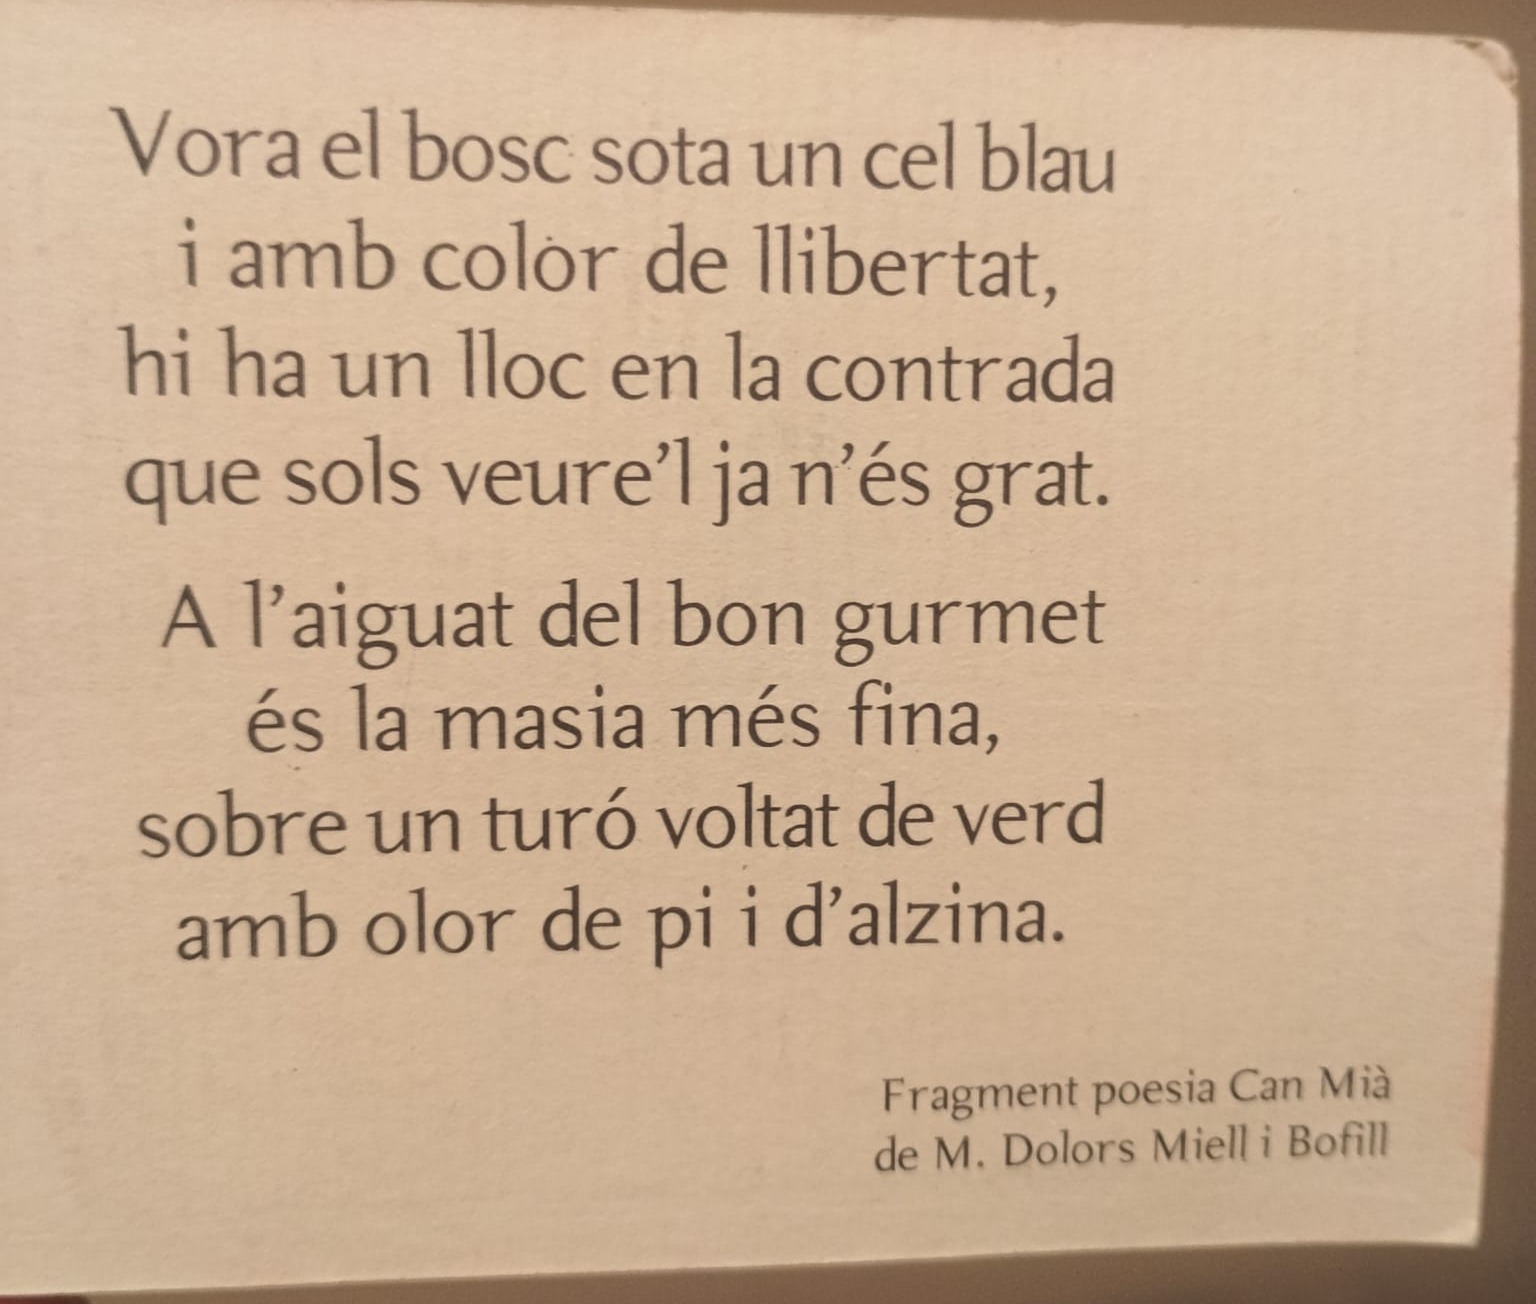 Vora el bosc sota un cel blau
i amb color de llibertat,
hi ha un lloc en la contrada
que sols veure’l ja n’és grat.
A l’aiguat del bon gurmet
és la masia més fina,
sobre un turó voltat de verd
amb olor de pi i d’alzina.
Fragment poesia Can Mià
de M. Dolors Miell i Bofill